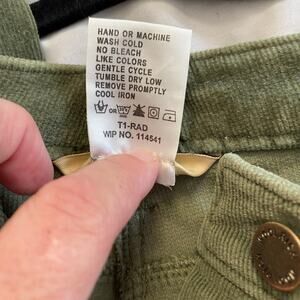 HAND OR MACHINE
WASH COLD
NO BLEACH
LIKE COLORS
GENTLE CYCLE
TUMBLE DRY LOW
REMOVE PROMPTLY
COOL IRON
OR
T1-RAD
WIP NO. 114541